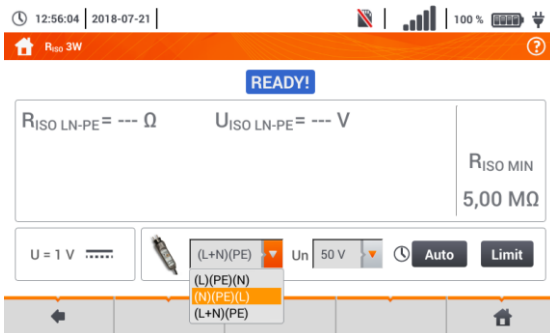 12:56:04 2018-07-21 100 %
RISO 3W ?
READY!
RISO LN-PE= --- Ω UISO LN-PE= --- V
RISO MIN
5,00 MΩ
U = 1 V (L+N)(PE) Un 50 V Auto Limit
(L)(PE)(N)
(N)(PE)(L)
(L+N)(PE)